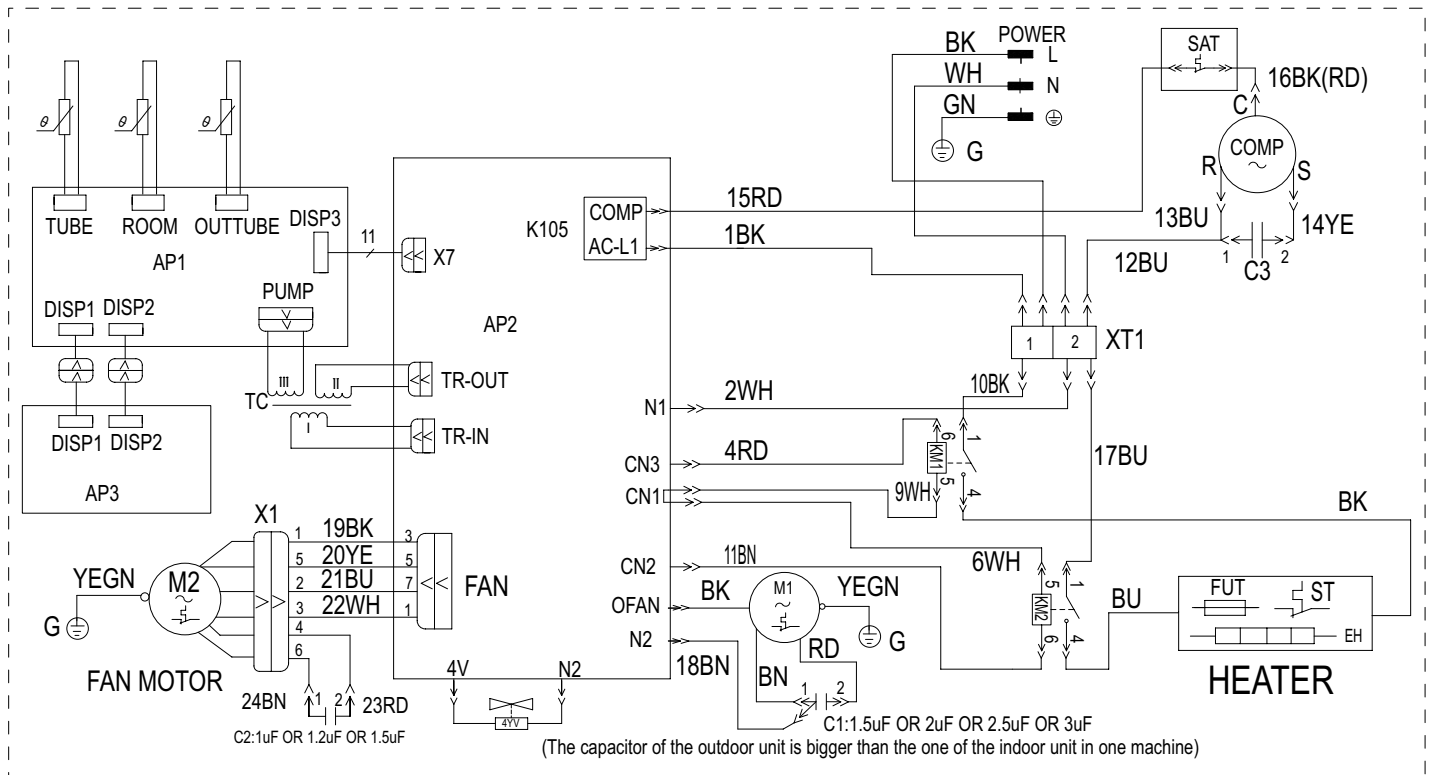 POWER
BK L
WH N
GN
G
SAT
16BK(RD)
C
COMP
R S
13BU 14YE
1 2
C3
12BU
θ θ θ
TUBE ROOM OUTTUBE
DISP3
AP1
11
X7
PUMP
DISP1 DISP2
K105
COMP
AC-L1
15RD
1BK
AP2
1 2 XT1
III II
TC
I
TR-OUT
TR-IN
DISP1 DISP2
AP3
10BK
N1 2WH
CN3 4RD
CN1
KM1
6 5 1 4
9WH
17BU
BK
X1
1 19BK 3
5 20YE 5
2 21BU 7
3 22WH 1
4
6
FAN
YEGN
M2
G
FAN MOTOR
24BN 1 2 23RD
C2:1uF OR 1.2uF OR 1.5uF
CN2 11BN
OFAN BK
M1
YEGN
G
N2
18BN
BN RD
1 2
C1:1.5uF OR 2uF OR 2.5uF OR 3uF
(The capacitor of the outdoor unit is bigger than the one of the indoor unit in one machine)
4V N2
4YV
6WH
KM2
5 6 1 4
BU
FUT ST
EH
HEATER